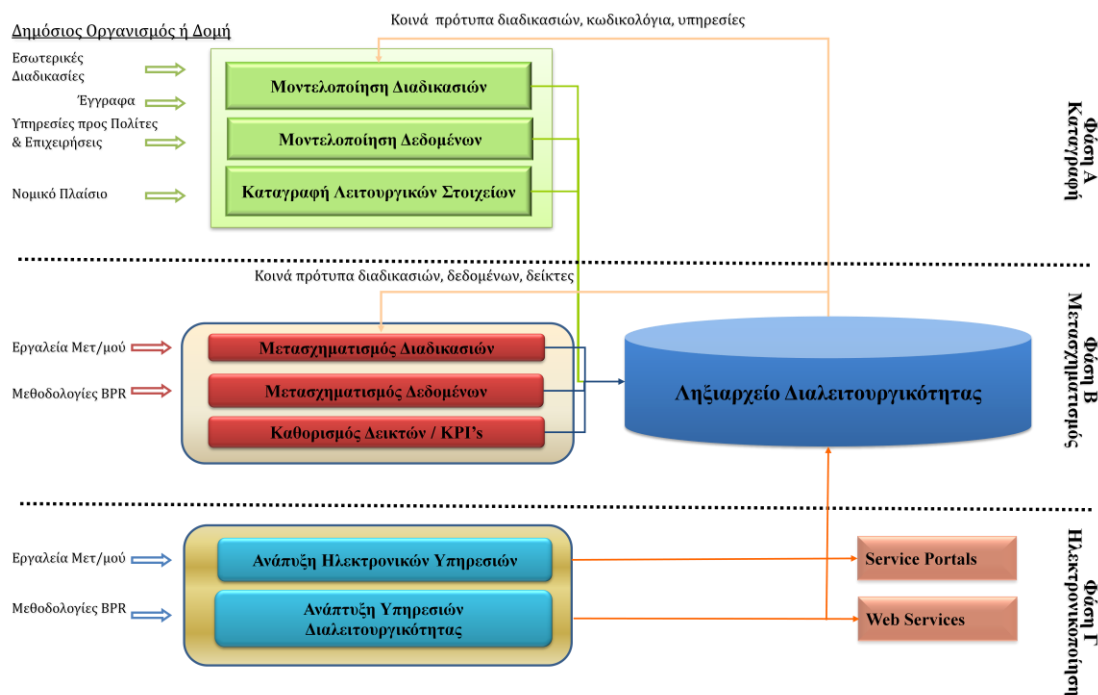 Κοινά πρότυπα διαδικασιών, κωδικολόγια, υπηρεσίες
Δημόσιος Οργανισμός ή Δομή
Εσωτερικές
Διαδικασίες
Έγγραφα
Υπηρεσίες προς Πολίτες
& Επιχειρήσεις
Νομικό Πλαίσιο
Μοντελοποίηση Διαδικασιών
Μοντελοποίηση Δεδομένων
Καταγραφή Λειτουργικών Στοιχείων
Φάση Α
Καταγραφή
Κοινά πρότυπα διαδικασιών, δεδομένων, δείκτες
Εργαλεία Μετ/μού
Μεθοδολογίες BPR
Μετασχηματισμός Διαδικασιών
Μετασχηματισμός Δεδομένων
Καθορισμός Δεικτών / KPI's
Ληξιαρχείο Διαλειτουργικότητας
Φάση Β
Μετασχηματισμός
Εργαλεία Μετ/μού
Μεθοδολογίες BPR
Ανάπυξη Ηλεκτρονικών Υπηρεσιών
Ανάπτυξη Υπηρεσιών
Διαλειτουργικότητας
Service Portals
Web Services
Φάση Γ
Ηλεκτρονικοποίηση